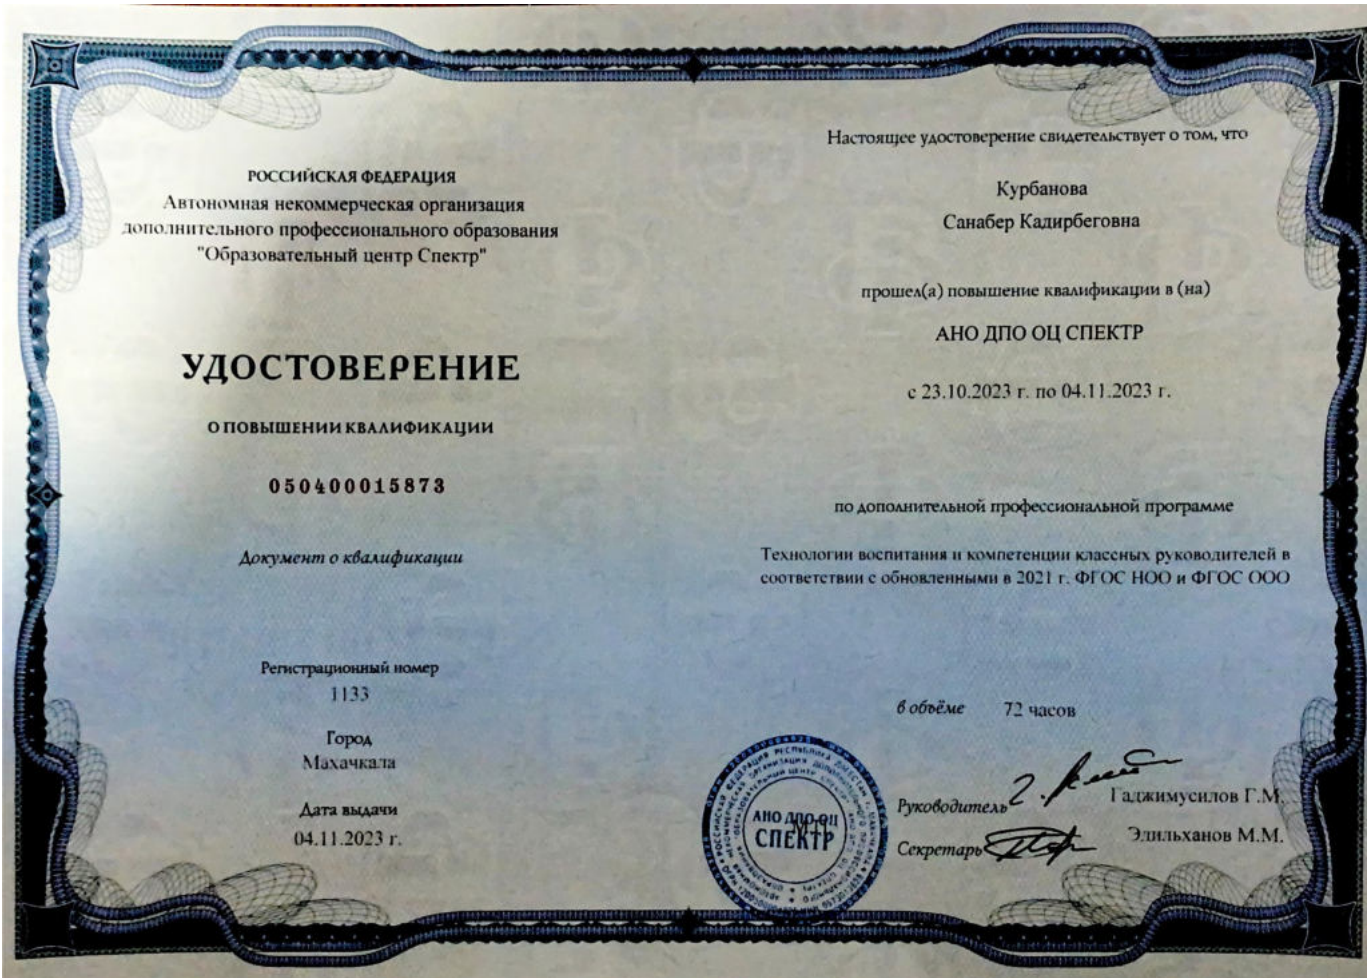 РОССИЙСКАЯ ФЕДЕРАЦИЯ
Автономная некоммерческая организация
дополнительного профессионального образования
"Образовательный центр Спектр"
УДОСТОВЕРЕНИЕ
О ПОВЫШЕНИИ КВАЛИФИКАЦИИ
050400015873
Документ о квалификации
Регистрационный номер
1133
Город
Махачкала
Дата выдачи
04.11.2023 г.
Настоящее удостоверение свидетельствует о том, что
Курбанова
Санабер Кадирбеговна
прошел(а) повышение квалификации в (на)
АНО ДПО ОЦ СПЕКТР
с 23.10.2023 г. по 04.11.2023 г.
по дополнительной профессиональной программе
Технологии воспитания и компетенции классных руководителей в
соответствии с обновленными в 2021 г. ФГОС НОО и ФГОС ООО
в объёме 72 часов
Руководитель Гаджимусилов Г.М.
Секретарь Эдильханов М.М.
АНО ДПО ОЦ
СПЕКТР